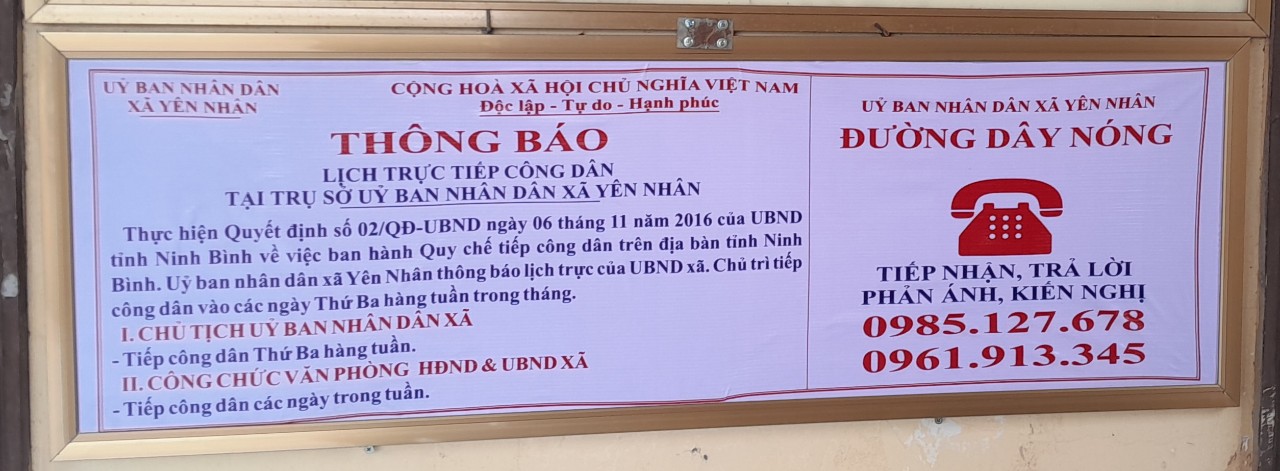 UỶ BAN NHÂN DÂN
XÃ YÊN NHÂN
CỘNG HOÀ XÃ HỘI CHỦ NGHĨA VIỆT NAM
Độc lập - Tự do - Hạnh phúc
THÔNG BÁO
LỊCH TRỰC TIẾP CÔNG DÂN
TẠI TRỤ SỞ UỶ BAN NHÂN DÂN XÃ YÊN NHÂN
Thực hiện Quyết định số 02/QĐ-UBND ngày 06 tháng 11 năm 2016 của UBND
tỉnh Ninh Bình về việc ban hành Quy chế tiếp công dân trên địa bàn tỉnh Ninh
Bình. Uỷ ban nhân dân xã Yên Nhân thông báo lịch trực của UBND xã. Chủ trì tiếp
công dân vào các ngày Thứ Ba hàng tuần trong tháng.
I. CHỦ TỊCH UỶ BAN NHÂN DÂN XÃ
- Tiếp công dân Thứ Ba hàng tuần.
II. CÔNG CHỨC VĂN PHÒNG HĐND & UBND XÃ
- Tiếp công dân các ngày trong tuần.
UỶ BAN NHÂN DÂN XÃ YÊN NHÂN
ĐƯỜNG DÂY NÓNG
TIẾP NHẬN, TRẢ LỜI
PHẢN ÁNH, KIẾN NGHỊ
0985.127.678
0961.913.345